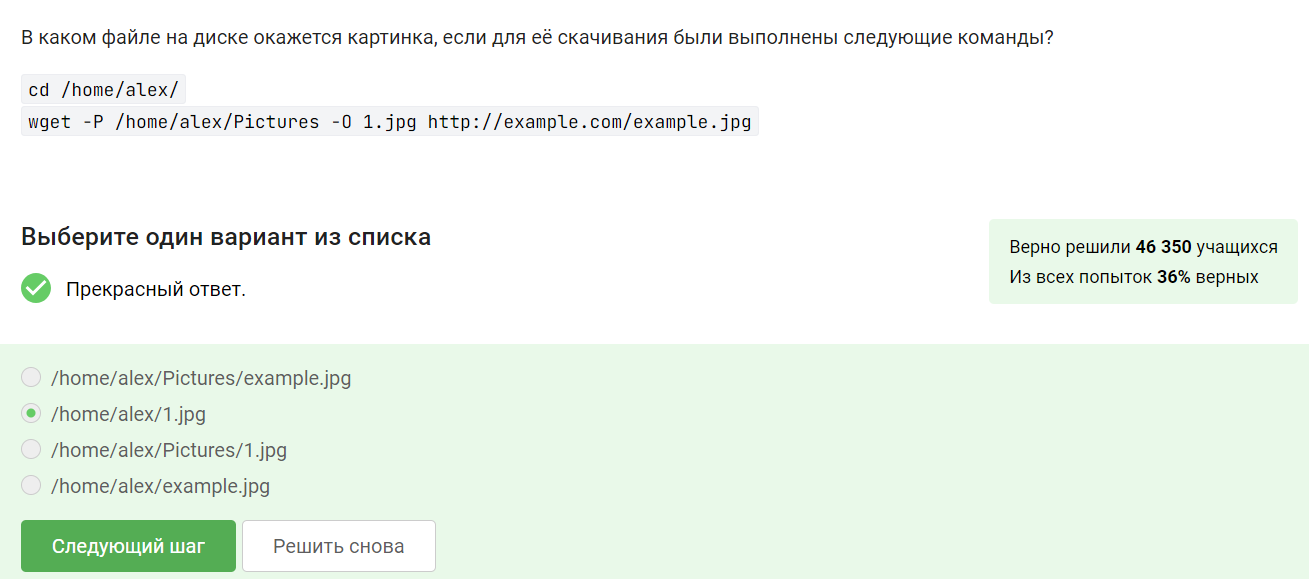 В каком файле на диске окажется картинка, если для её скачивания были выполнены следующие команды?
cd /home/alex/
wget -P /home/alex/Pictures -O 1.jpg http://example.com/example.jpg
Выберите один вариант из списка
Верно решили 46 350 учащихся
Из всех попыток 36% верных
Прекрасный ответ.
/home/alex/Pictures/example.jpg
/home/alex/1.jpg
/home/alex/Pictures/1.jpg
/home/alex/example.jpg
Следующий шаг
Решить снова